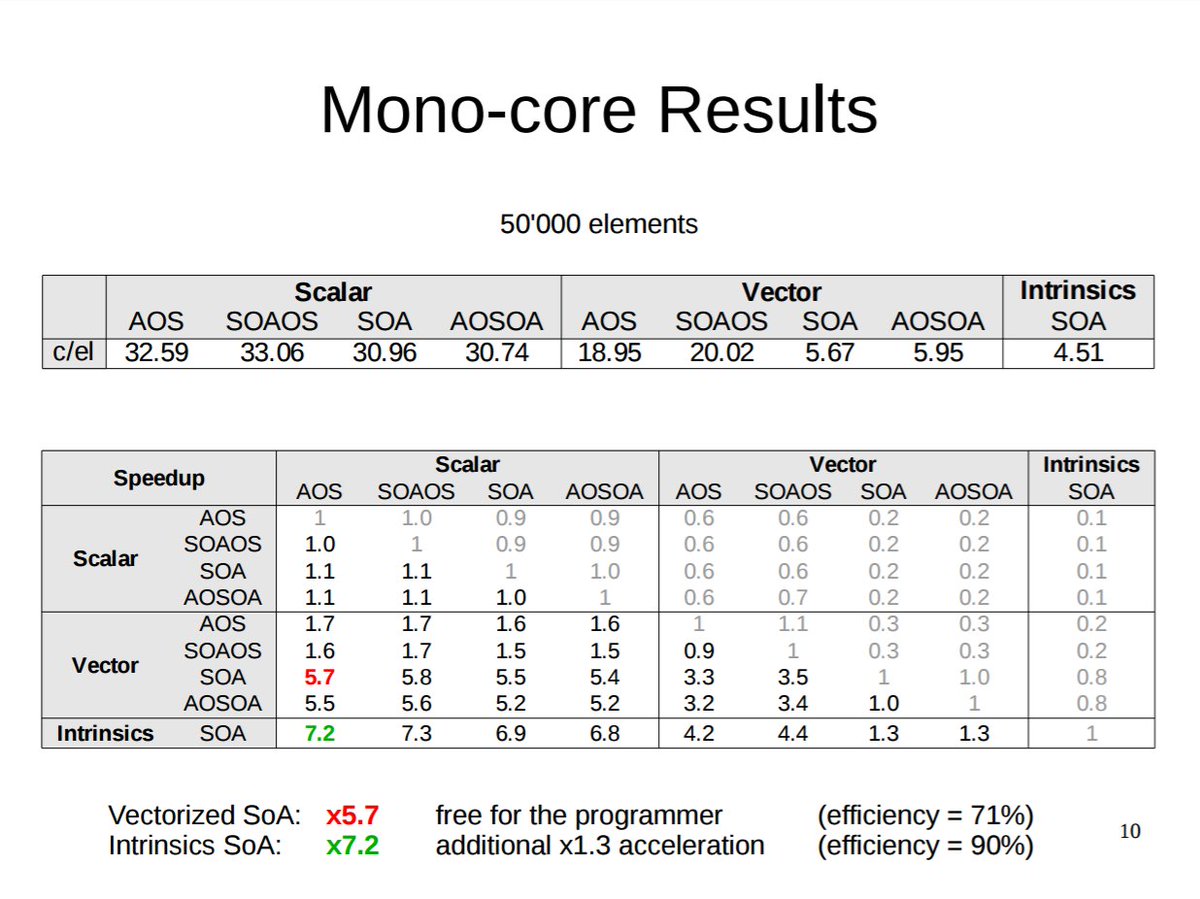 Mono-core Results
50'000 elements
Scalar Vector Intrinsics
AOS SOAOS SOA AOSOA AOS SOAOS SOA AOSOA SOA
c/el 32.59 33.06 30.96 30.74 18.95 20.02 5.67 5.95 4.51
Speedup Scalar Vector Intrinsics
AOS SOAOS SOA AOSOA AOS SOAOS SOA AOSOA SOA
Scalar AOS 1 1.0 0.9 0.9 0.6 0.6 0.2 0.2 0.1
SOAOS 1.0 1 0.9 0.9 0.6 0.6 0.2 0.2 0.1
SOA 1.1 1.1 1 1.0 0.6 0.6 0.2 0.2 0.1
AOSOA 1.1 1.1 1.0 1 0.6 0.7 0.2 0.2 0.1
Vector AOS 1.7 1.7 1.6 1.6 1 1.1 0.3 0.3 0.2
SOAOS 1.6 1.7 1.5 1.5 0.9 1 0.3 0.3 0.2
SOA 5.7 5.8 5.5 5.4 3.3 3.5 1 1.0 0.8
AOSOA 5.5 5.6 5.2 5.2 3.2 3.4 1.0 1 0.8
Intrinsics SOA 7.2 7.3 6.9 6.8 4.2 4.4 1.3 1.3 1
Vectorized SoA: x5.7 free for the programmer (efficiency = 71%)
Intrinsics SoA: x7.2 additional x1.3 acceleration (efficiency = 90%)
10